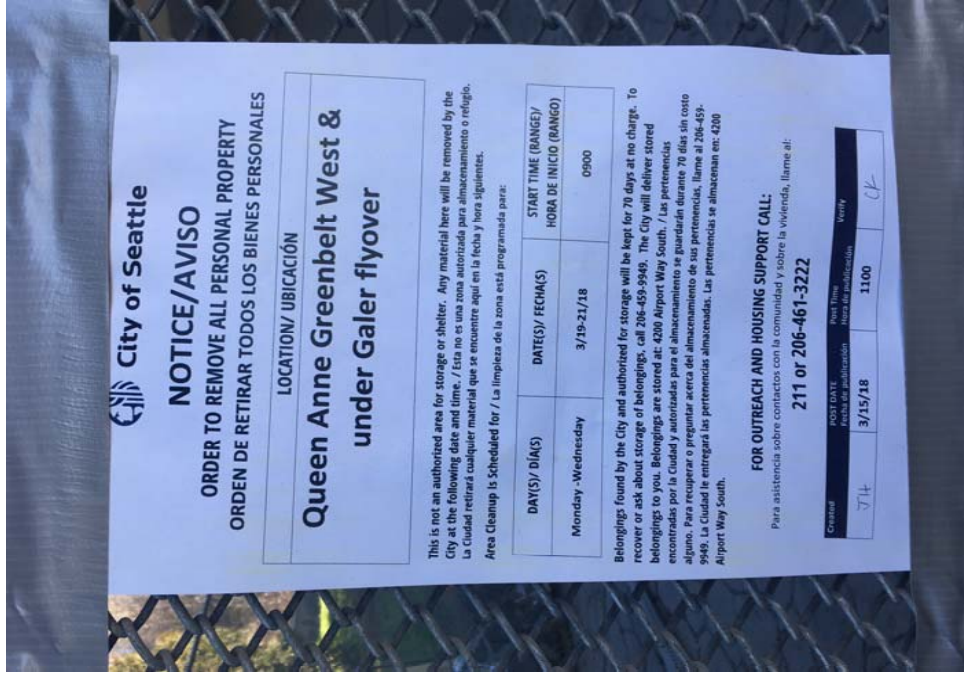 City of Seattle
NOTICE/AVISO
ORDER TO REMOVE ALL PERSONAL PROPERTY
ORDEN DE RETIRAR TODOS LOS BIENES PERSONALES
LOCATION/ UBICACIÓN
Queen Anne Greenbelt West &
under Galer flyover
This is not an authorized area for storage or shelter. Any material here will be removed by the
City at the following date and time. / Esta no es una zona autorizada para almacenamiento o refugio.
La Ciudad retirará cualquier material que se encuentre aquí en la fecha y hora siguientes.
Area Cleanup Is Scheduled for / La limpieza de la zona está programada para:
DAY(S)/ DÍA(S) DATE(S)/ FECHA(S) START TIME (RANGE)/
HORA DE INICIO (RANGO)
Monday -Wednesday 3/19-21/18 0900
Belongings found by the City and authorized for storage will be kept for 70 days at no charge. To
recover or ask about storage of belongings, call 206-459-9949. The City will deliver stored
belongings to you. Belongings are stored at: 4200 Airport Way South. / Las pertenencias
encontradas por la Ciudad y autorizadas para el almacenamiento se guardarán durante 70 días sin costo
alguno. Para recuperar o preguntar acerca del almacenamiento de sus pertenencias, llame al 206-459-
9949. La Ciudad le entregará las pertenencias almacenadas. Las pertenencias se almacenan en: 4200
Airport Way South.
FOR OUTREACH AND HOUSING SUPPORT CALL:
Para asistencia sobre contactos con la comunidad y sobre la vivienda, llame al:
211 or 206-461-3222
Created POST DATE Post Time Verify
Fecha de publicación Hora de publicación
JH 3/15/18 1100 CK